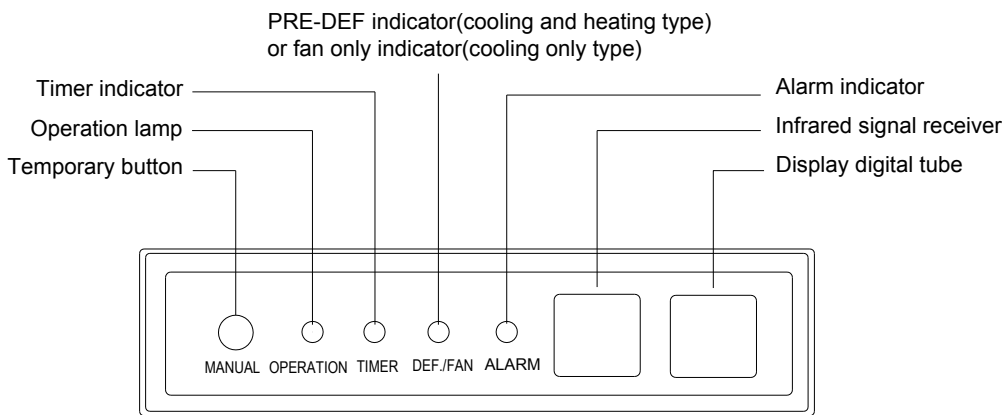 PRE-DEF indicator(cooling and heating type)
or fan only indicator(cooling only type)
Timer indicator
Alarm indicator
Operation lamp
Infrared signal receiver
Temporary button
Display digital tube
MANUAL
OPERATION
TIMER
DEF./FAN
ALARM